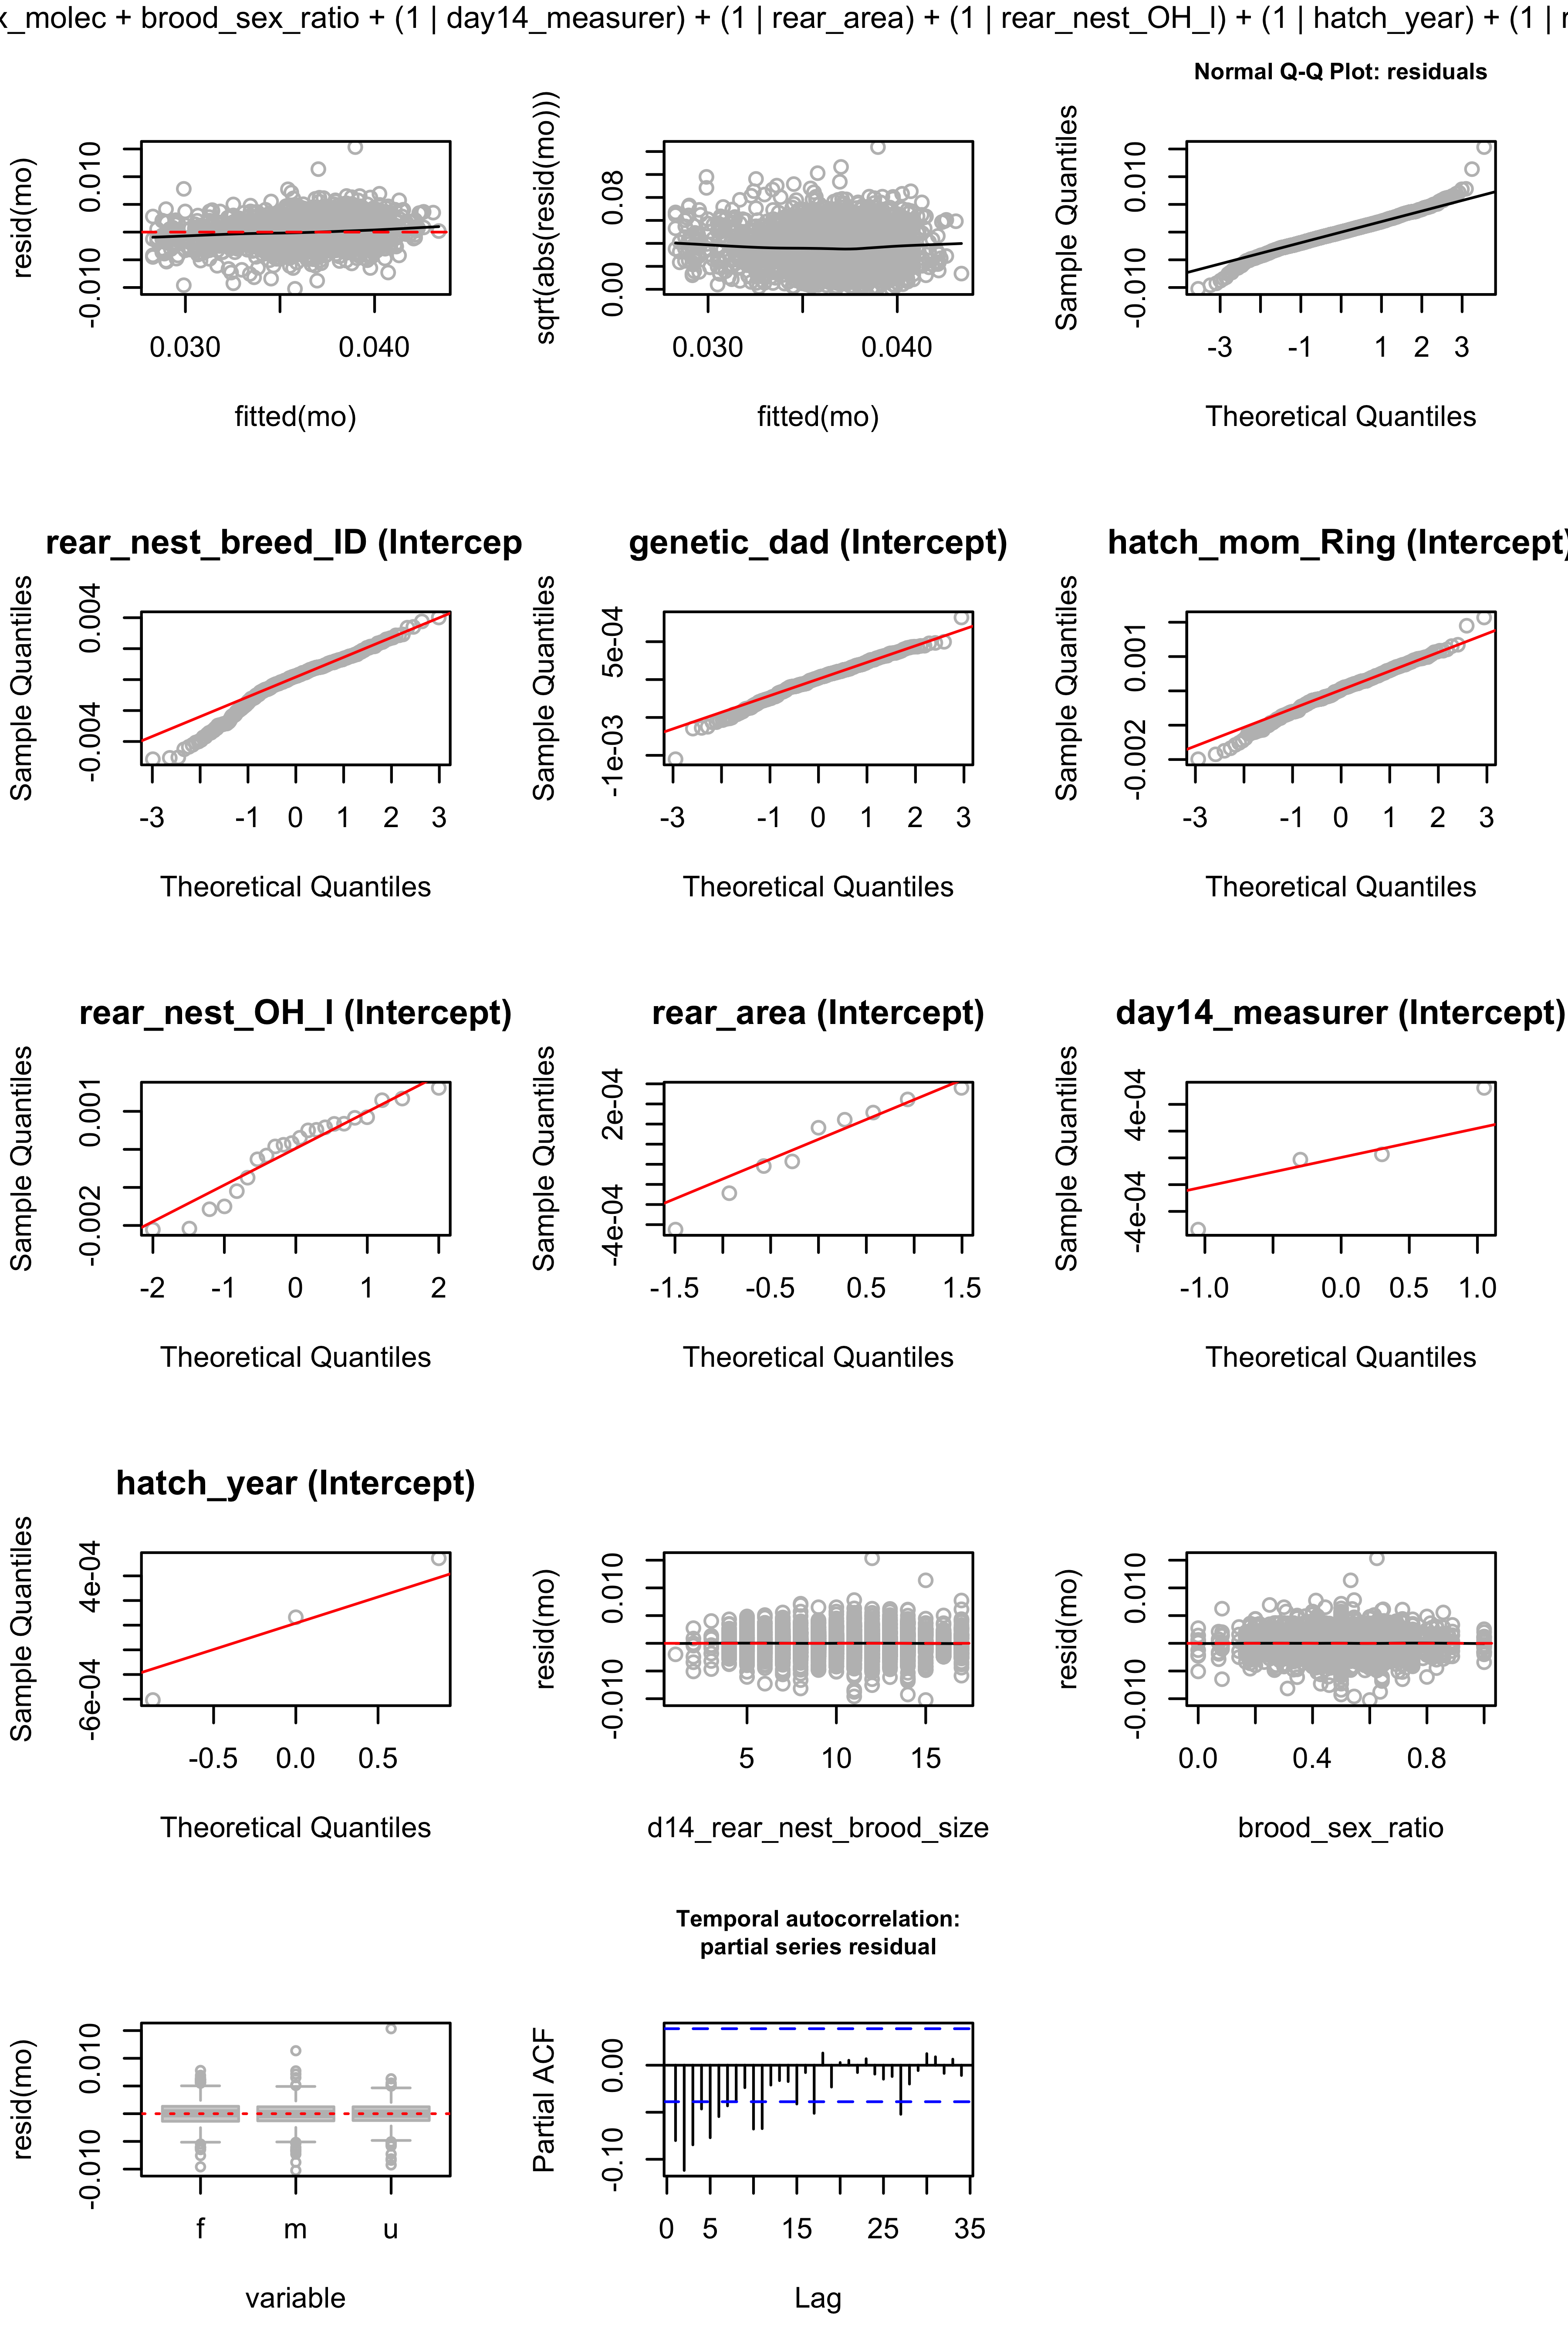 x_molec + brood_sex_ratio + (1 | day14_measurer) + (1 | rear_area) + (1 | rear_nest_OH_l) + (1 | hatch_year) + (1 | r
resid(mo)
-0.010 0.010
0.030 0.040
fitted(mo)
sqrt(abs(resid(mo)))
0.00 0.08
0.030 0.040
fitted(mo)
Normal Q-Q Plot: residuals
Sample Quantiles
-0.010 0.010
-3 -1 1 2 3
Theoretical Quantiles
rear_nest_breed_ID (Intercep
Sample Quantiles
-0.004 0.004
-3 -1 0 1 2 3
Theoretical Quantiles
genetic_dad (Intercept)
Sample Quantiles
-1e-03 5e-04
-3 -1 0 1 2 3
Theoretical Quantiles
hatch_mom_Ring (Intercept)
Sample Quantiles
-0.002 0.001
-3 -1 0 1 2 3
Theoretical Quantiles
rear_nest_OH_l (Intercept)
Sample Quantiles
-0.002 0.001
-2 -1 0 1 2
Theoretical Quantiles
rear_area (Intercept)
Sample Quantiles
-4e-04 2e-04
-1.5 -0.5 0.5 1.5
Theoretical Quantiles
day14_measurer (Intercept)
Sample Quantiles
-4e-04 4e-04
-1.0 0.0 0.5 1.0
Theoretical Quantiles
hatch_year (Intercept)
Sample Quantiles
-6e-04 4e-04
-0.5 0.0 0.5
Theoretical Quantiles
resid(mo)
-0.010 0.010
5 10 15
d14_rear_nest_brood_size
resid(mo)
-0.010 0.010
0.0 0.4 0.8
brood_sex_ratio
resid(mo)
-0.010 0.010
f m u
variable
Temporal autocorrelation:
partial series residual
Partial ACF
-0.10 0.00
0 5 15 25 35
Lag